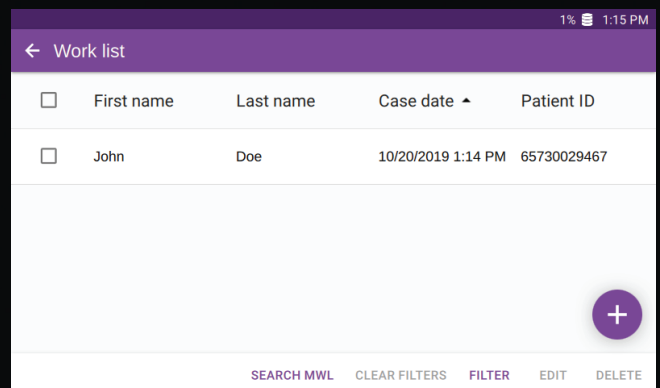 1% 1:15 PM
Work list
First name Last name Case date Patient ID
John Doe 10/20/2019 1:14 PM 65730029467
SEARCH MWL CLEAR FILTERS FILTER EDIT DELETE